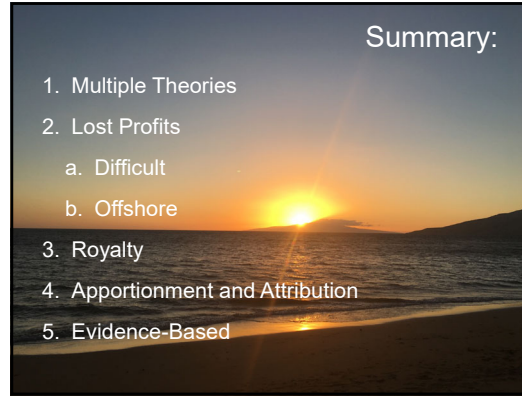 Summary:
1. Multiple Theories
2. Lost Profits
a. Difficult
b. Offshore
3. Royalty
4. Apportionment and Attribution
5. Evidence-Based